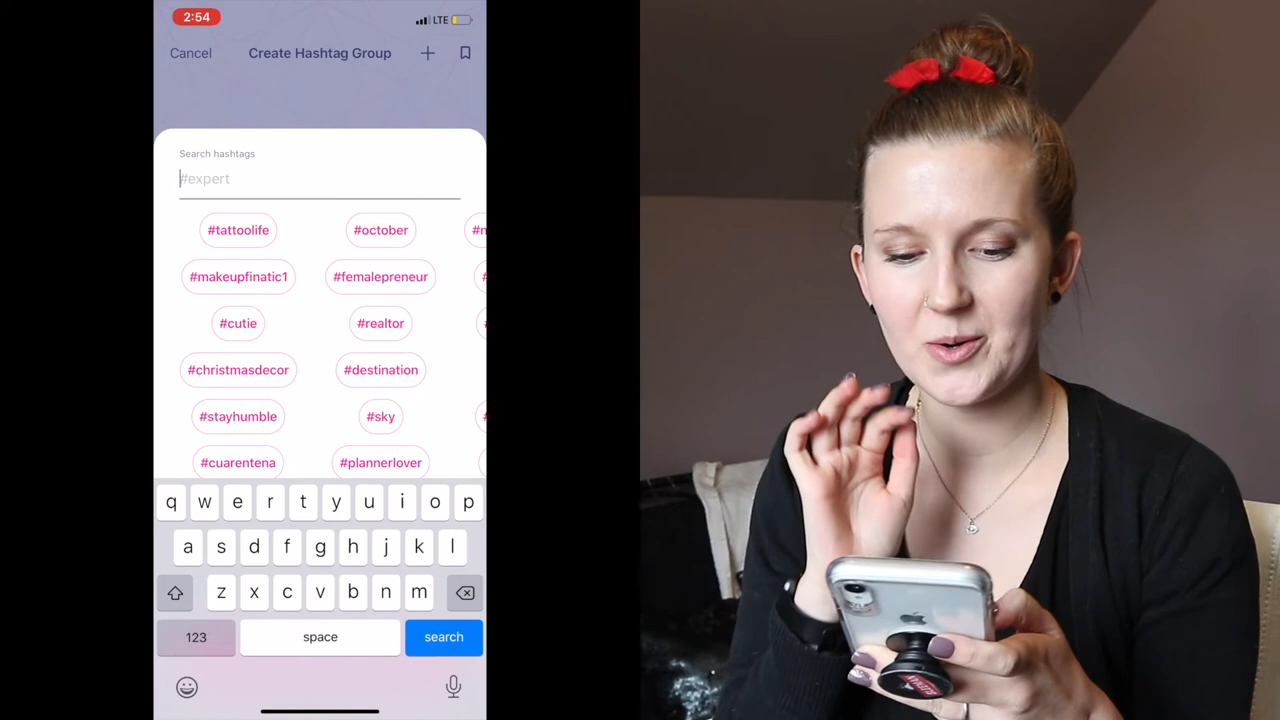 2:54 LTE
Cancel Create Hashtag Group
Search hashtags
#expert
#tattoolife #october
#makeupfinatic1 #femalepreneur
#cutie #realtor
#christmasdecor #destination
#stayhumble #sky
#cuarentena #plannerlover
q w e r t y u i o p
a s d f g h j k l
z x c v b n m
123 space search